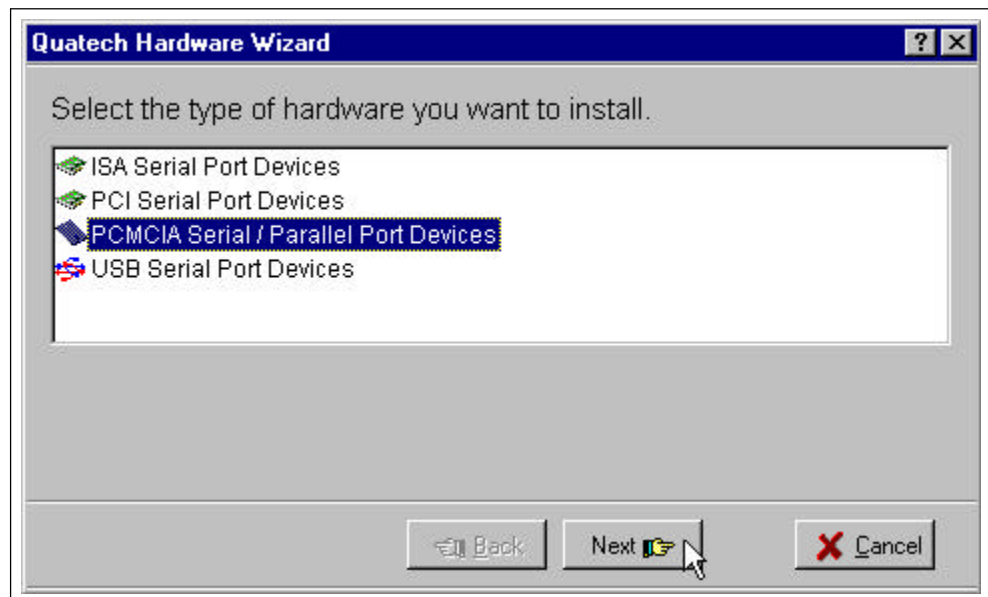 Quatech Hardware Wizard
Select the type of hardware you want to install.
ISA Serial Port Devices
PCI Serial Port Devices
PCMCIA Serial / Parallel Port Devices
USB Serial Port Devices
Back Next Cancel